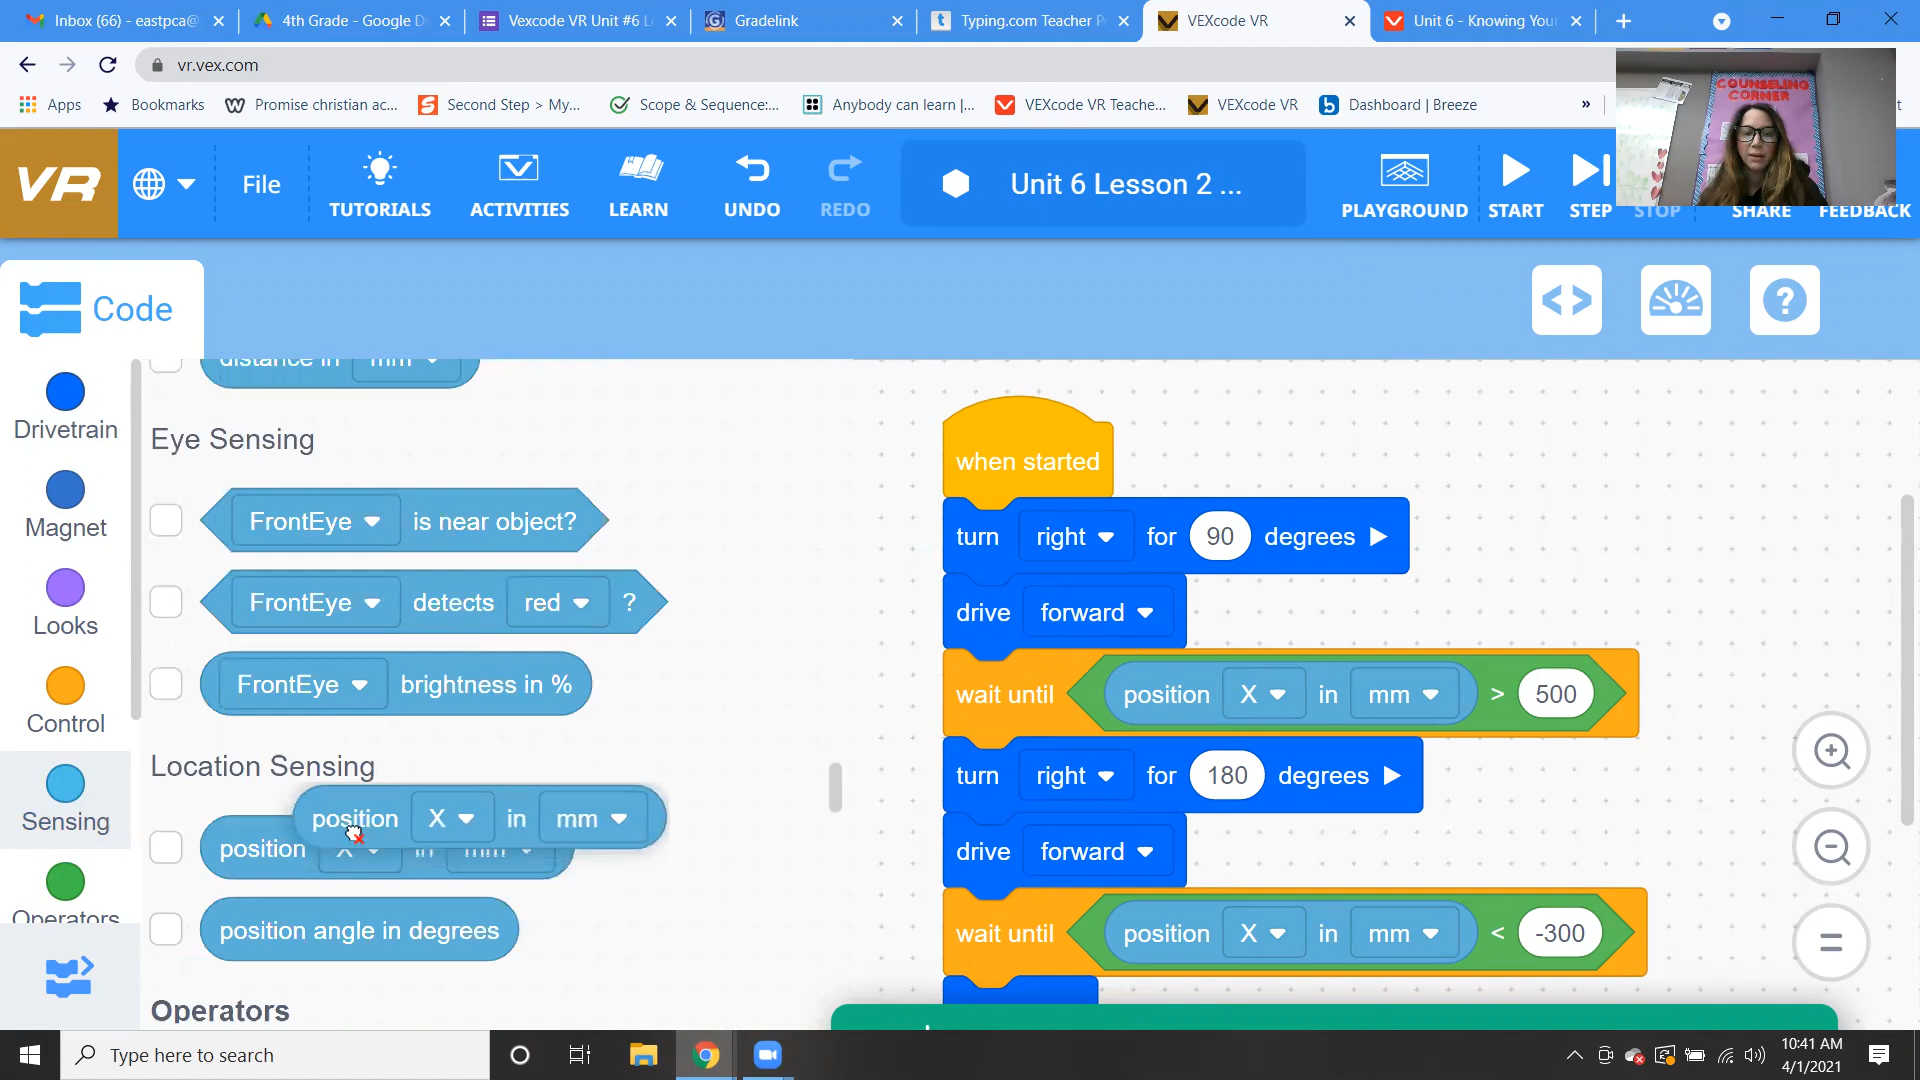 Inbox (66) - eastpca@
4th Grade - Google D
Vexcode VR Unit #6 L
Gradelink
Typing.com Teacher P
VEXcode VR
Unit 6 - Knowing Your
vr.vex.com
Apps
Bookmarks
Promise christian ac...
Second Step > My...
Scope & Sequence:...
Anybody can learn |...
VEXcode VR Teache...
VEXcode VR
Dashboard | Breeze
»
COUNSELING
CORNER
VR
File
TUTORIALS
ACTIVITIES
LEARN
UNDO
REDO
Unit 6 Lesson 2 ...
PLAYGROUND
START
STEP
STOP
SHARE
FEEDBACK
Code
Drivetrain
Magnet
Looks
Control
Sensing
Operators
distance in mm
Eye Sensing
FrontEye is near object?
FrontEye detects red ?
FrontEye brightness in %
Location Sensing
position X in mm
position X in mm
position angle in degrees
Operators
when started
turn right for 90 degrees
drive forward
wait until position X in mm > 500
turn right for 180 degrees
drive forward
wait until position X in mm < -300
Type here to search
10:41 AM
4/1/2021